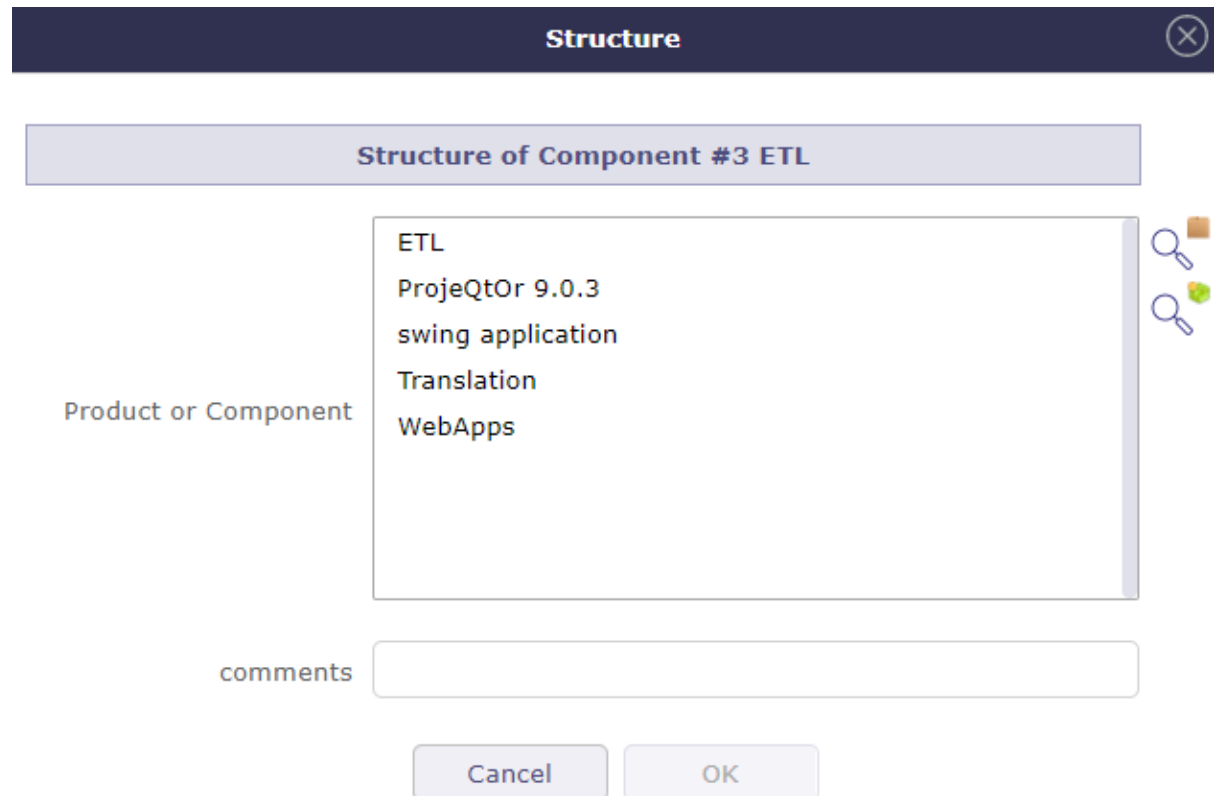 Structure
Structure of Component #3 ETL
Product or Component
ETL
ProjeQtOr 9.0.3
swing application
Translation
WebApps
comments
Cancel
OK